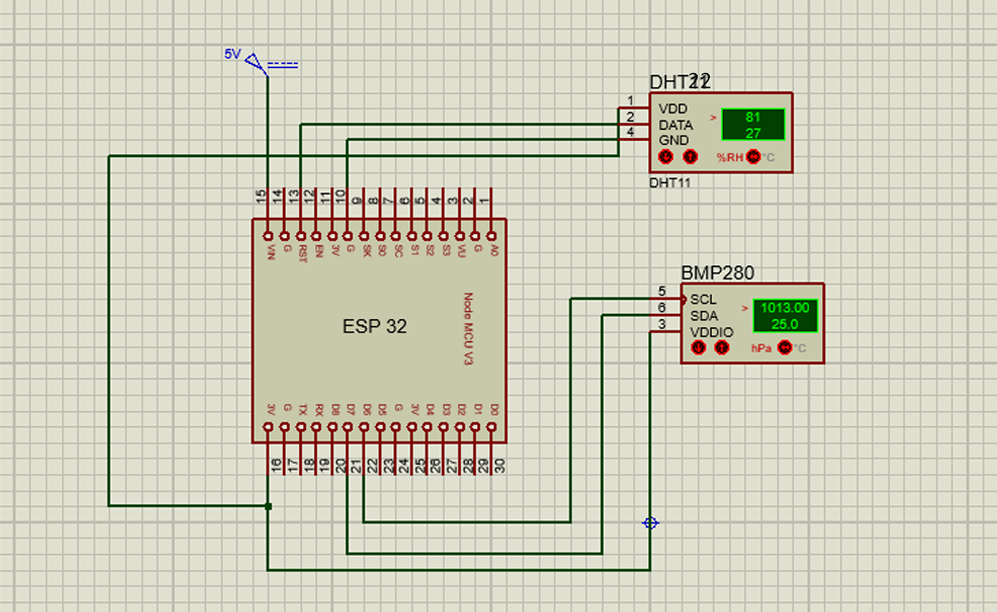 5V
DHT22
1 VDD
2 DATA
4 GND
>
81
27
%RH °C
DHT11
15 14 13 12 11 10 9 8 7 6 5 4 3 2 1
VIN G RST EN 3V G SK S0 SC S1 S2 S3 VU G A0
ESP 32
Node MCU V3
3V G TX RX D8 D7 D6 D5 G 3V D4 D3 D2 D1 D0
16 17 18 19 20 21 22 23 24 25 26 27 28 29 30
BMP280
5 SCL
6 SDA
3 VDDIO
>
1013.00
25.0
hPa °C